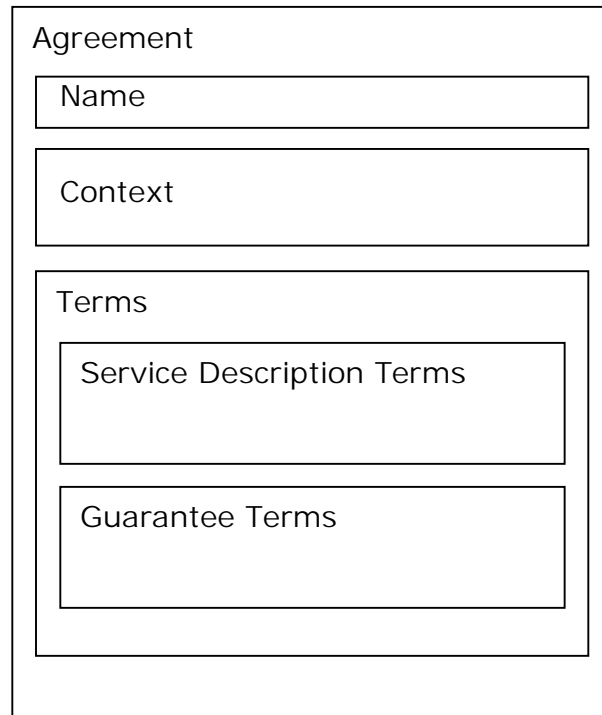 Agreement
Name
Context
Terms
Service Description Terms
Guarantee Terms